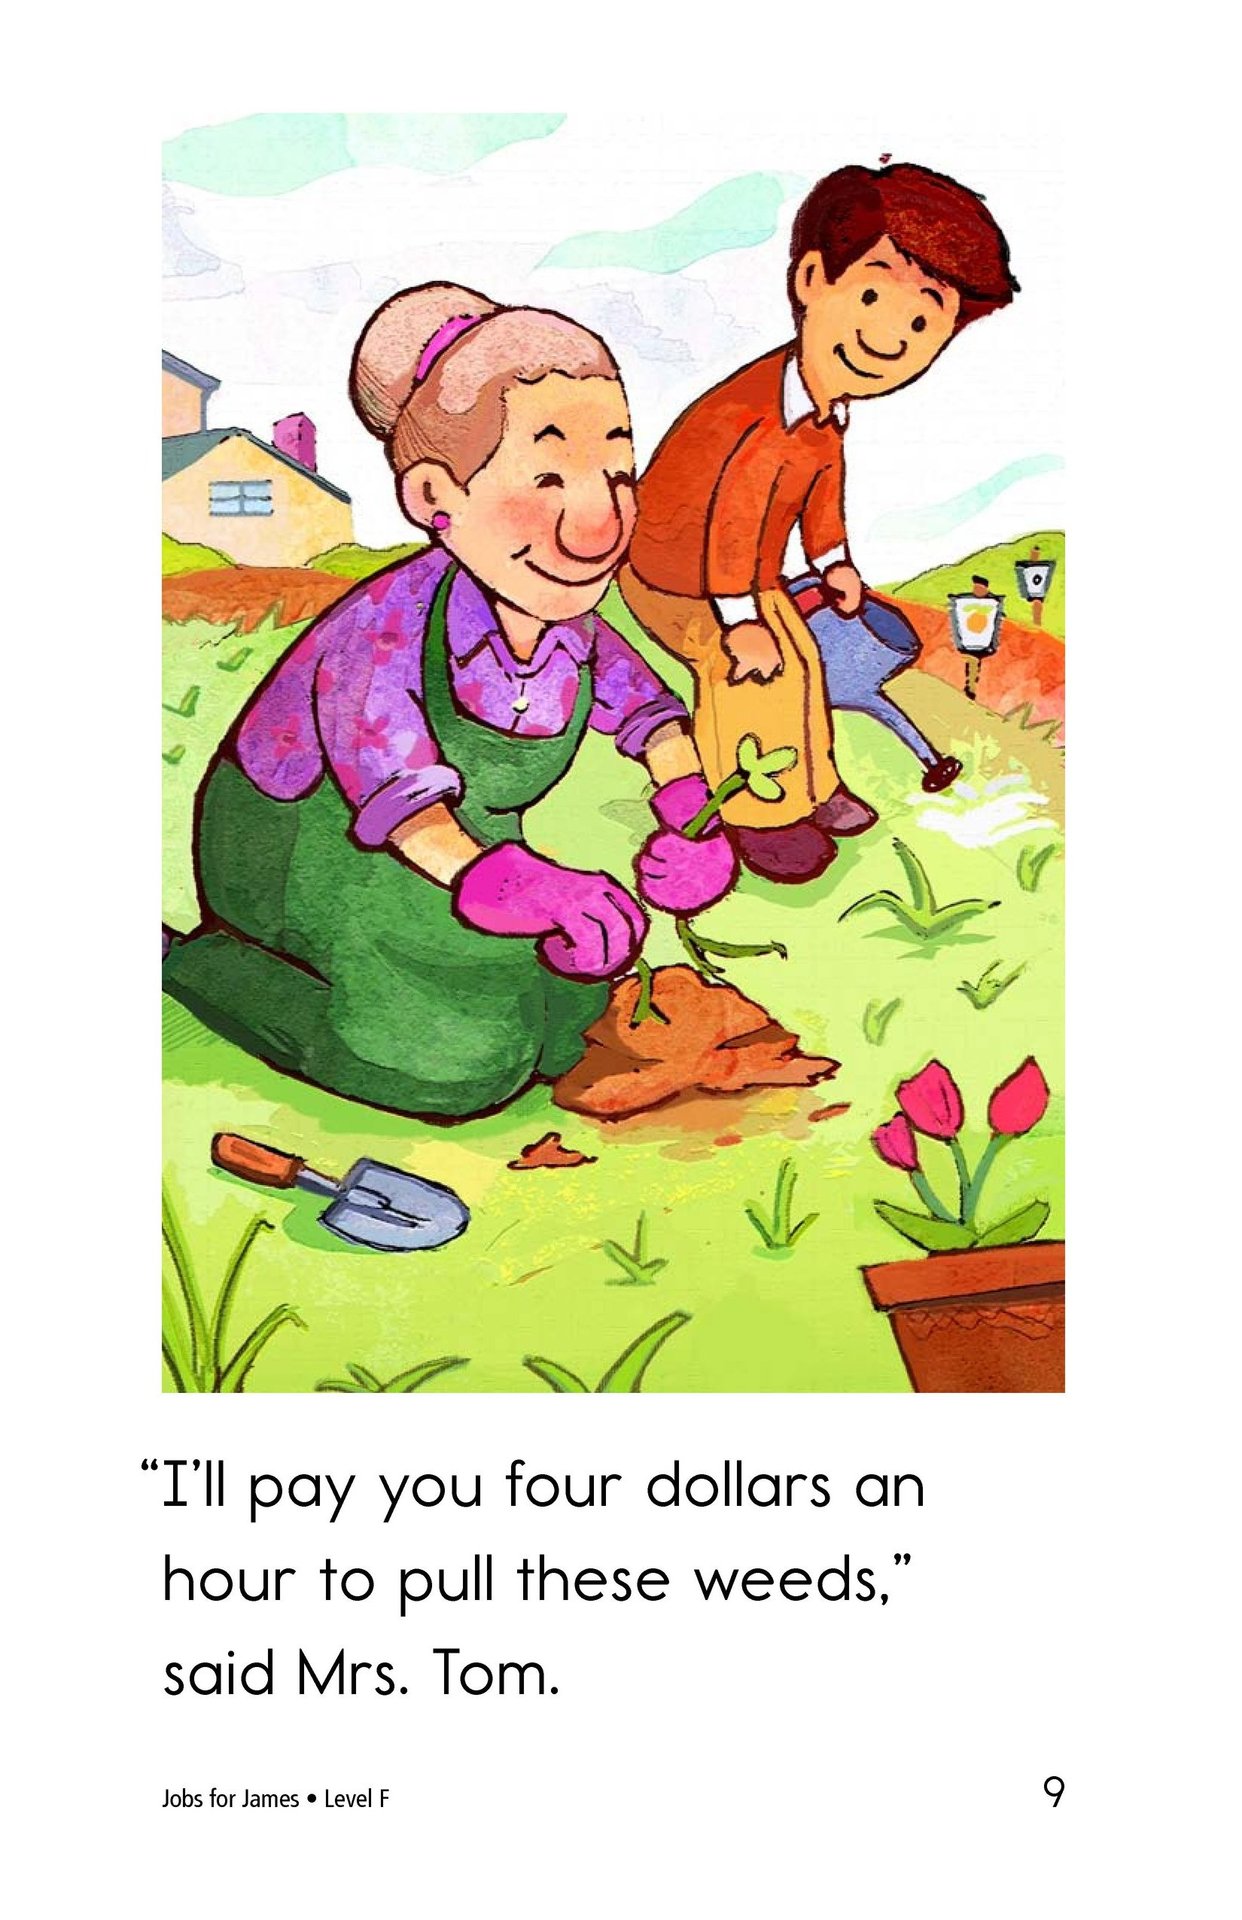 “I’ll pay you four dollars an
hour to pull these weeds,”
said Mrs. Tom.
Jobs for James • Level F
9